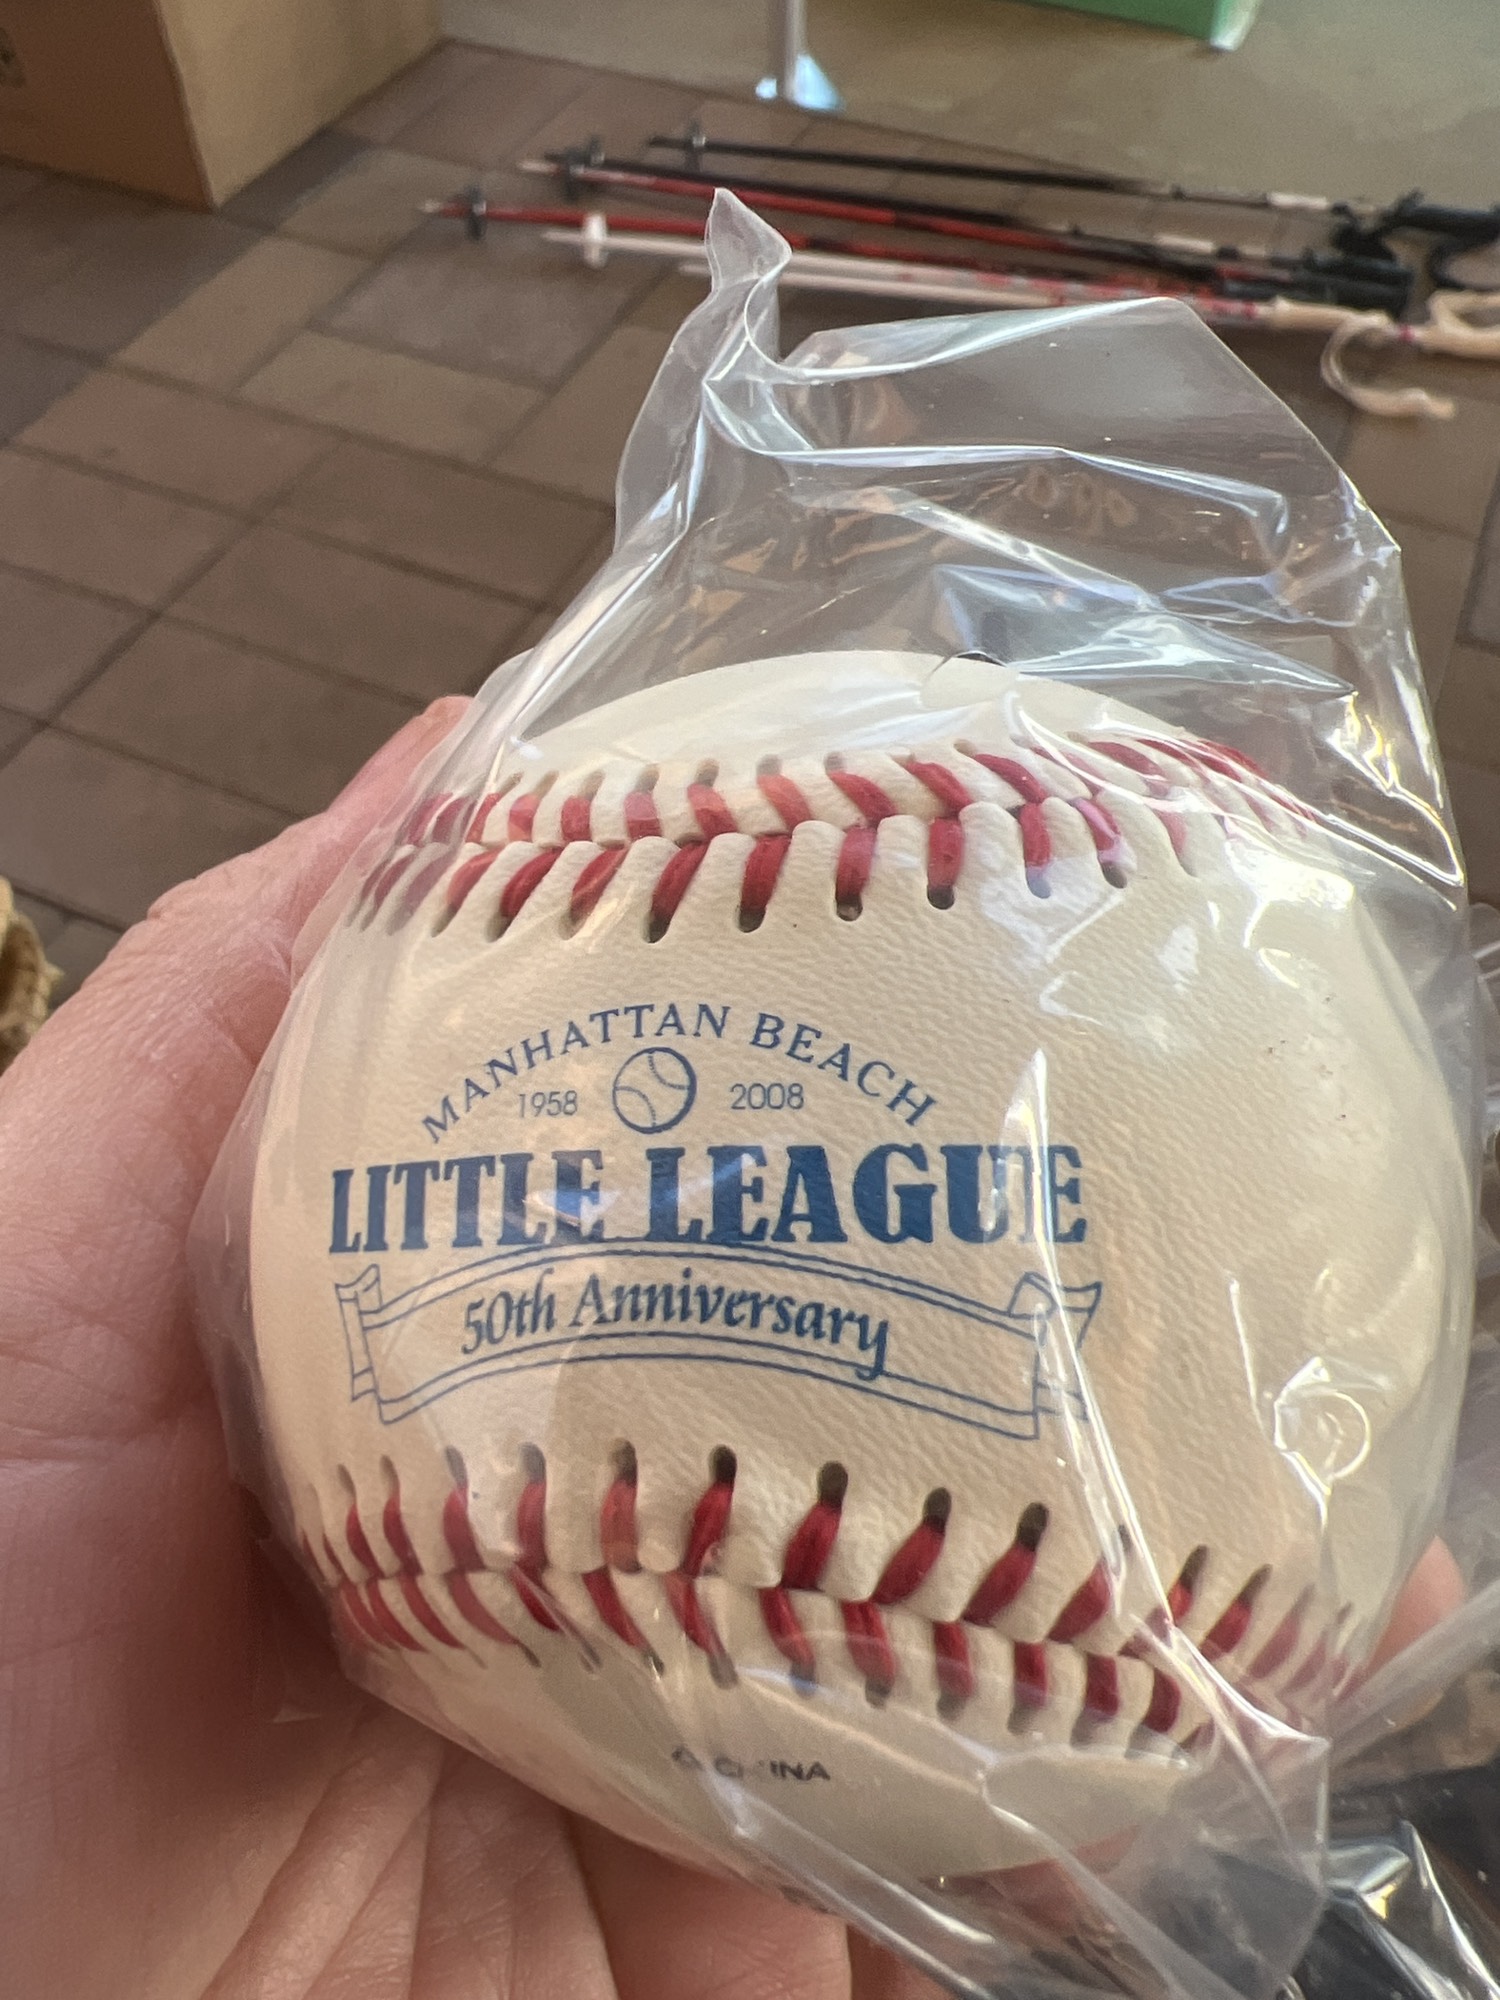 MANHATTAN BEACH
1958 2008
LITTLE LEAGUE
50th Anniversary